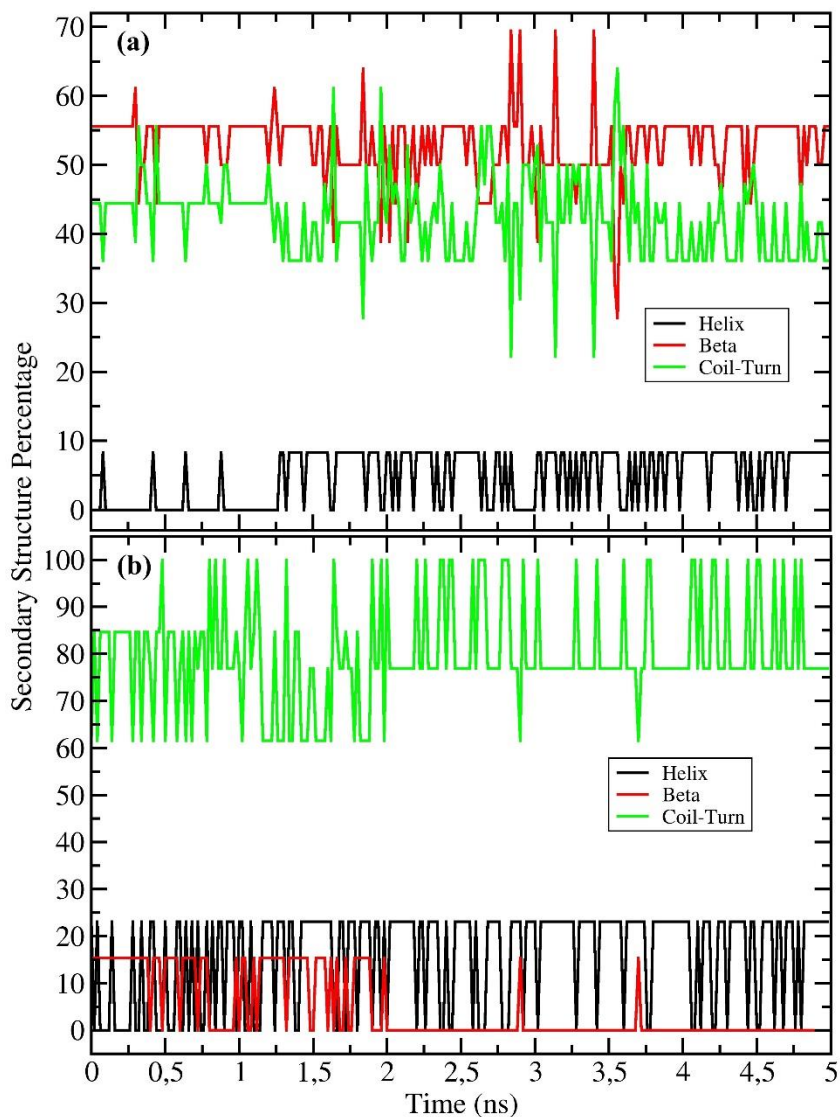 (a)
70
60
50
40
30
20
10
0
Helix
Beta
Coil-Turn
Secondary Structure Percentage
(b)
100
90
80
70
60
50
40
30
20
10
0
Helix
Beta
Coil-Turn
0 0,5 1 1,5 2 2,5 3 3,5 4 4,5 5
Time (ns)